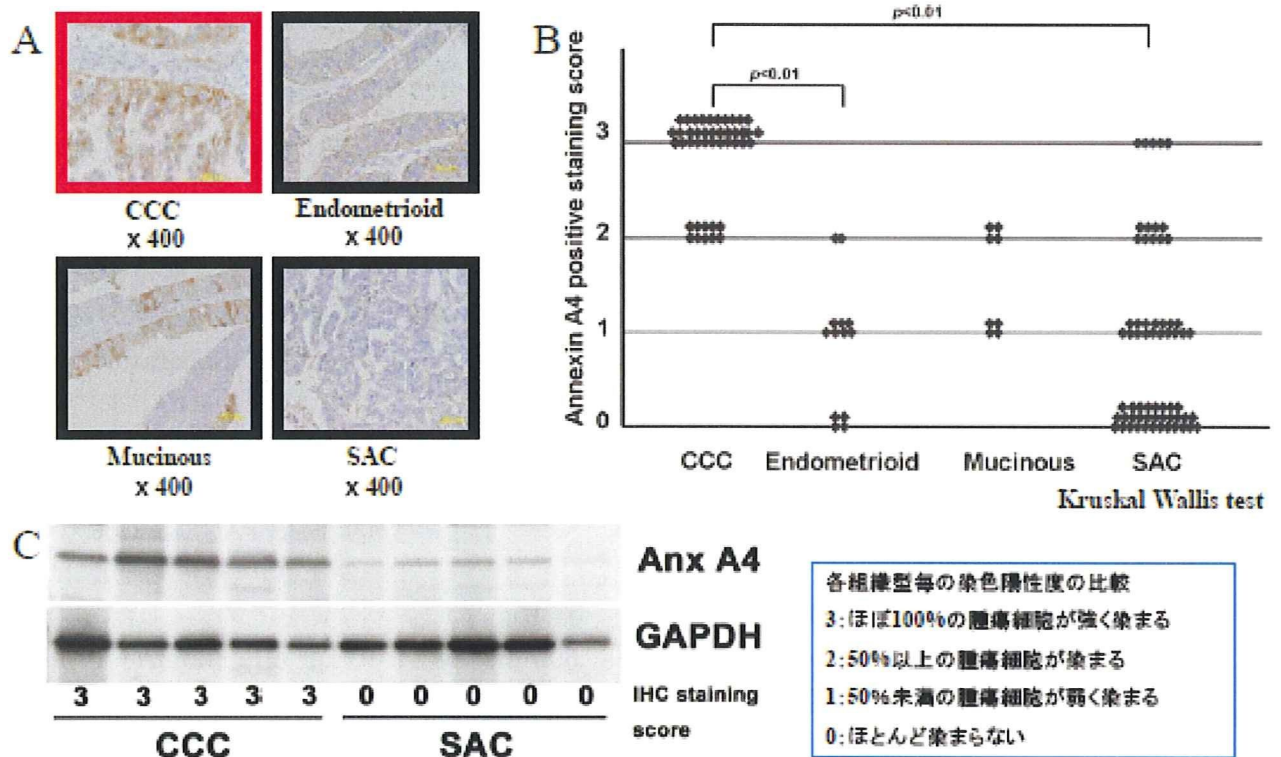 A
CCC
x 400
Endometrioid
x 400
Mucinous
x 400
SAC
x 400
B
p<0.01
p<0.01
Annexin A4 positive staining score
3
2
1
0
CCC Endometrioid Mucinous SAC
Kruskal Wallis test
C
Anx A4
GAPDH
3 3 3 3 3 0 0 0 0 0 IHC staining
score
CCC SAC
各組織型毎の染色陽性度の比較
3:ほぼ100%の腫瘍細胞が強く染まる
2:50%以上の腫瘍細胞が染まる
1:50%未満の腫瘍細胞が弱く染まる
0:ほとんど染まらない